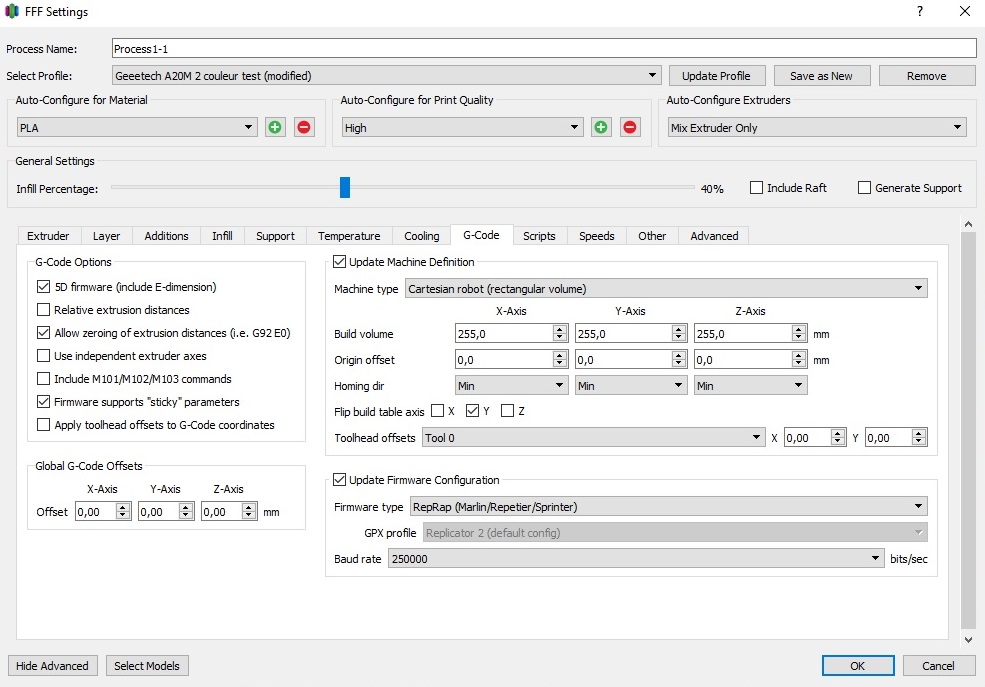 FFF Settings
Process Name: Process1-1
Select Profile: Geeetech A20M 2 couleur test (modified) Update Profile Save as New Remove
Auto-Configure for Material Auto-Configure for Print Quality Auto-Configure Extruders
PLA High Mix Extruder Only
General Settings
Infill Percentage: 40% Include Raft Generate Support
Extruder Layer Additions Infill Support Temperature Cooling G-Code Scripts Speeds Other Advanced
G-Code Options
5D firmware (include E-dimension)
Relative extrusion distances
Allow zeroing of extrusion distances (i.e. G92 E0)
Use independent extruder axes
Include M101/M102/M103 commands
Firmware supports "sticky" parameters
Apply toolhead offsets to G-Code coordinates
Global G-Code Offsets
X-Axis Y-Axis Z-Axis
Offset 0,00 0,00 0,00 mm
Update Machine Definition
Machine type Cartesian robot (rectangular volume)
X-Axis Y-Axis Z-Axis
Build volume 255,0 255,0 255,0 mm
Origin offset 0,0 0,0 0,0 mm
Homing dir Min Min Min
Flip build table axis X Y Z
Toolhead offsets Tool 0 X 0,00 Y 0,00
Update Firmware Configuration
Firmware type RepRap (Marlin/Repetier/Sprinter)
GPX profile Replicator 2 (default config)
Baud rate 250000 bits/sec
Hide Advanced Select Models OK Cancel